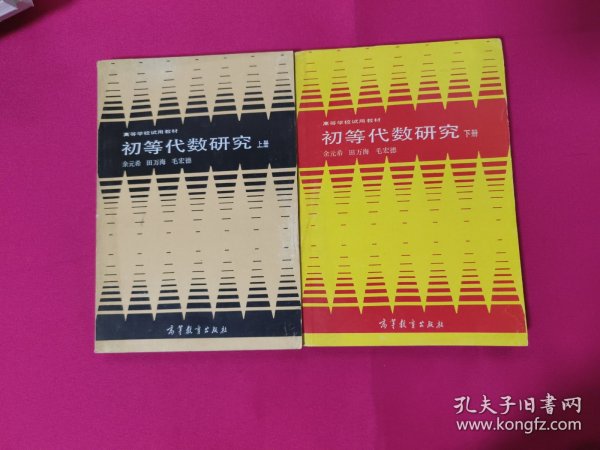 高等学校试用教材
初等代数研究 上册
余元希 田万海 毛宏德
高等教育出版社
高等学校试用教材
初等代数研究 下册
余元希 田万海 毛宏德
高等教育出版社
孔夫子旧书网
www.kongfz.com